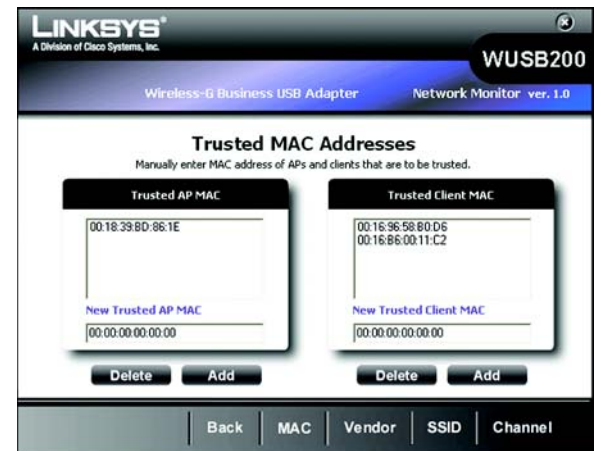 LINKSYS®
A Division of Cisco Systems, Inc.
WUSB200
Wireless-G Business USB Adapter Network Monitor ver. 1.0
Trusted MAC Addresses
Manually enter MAC address of APs and clients that are to be trusted.
Trusted AP MAC
00:18:39:BD:86:1E
New Trusted AP MAC
00:00:00:00:00:00
Delete Add
Trusted Client MAC
00:16:96:58:B0:D6
00:16:B6:00:11:C2
New Trusted Client MAC
00:00:00:00:00:00
Delete Add
Back MAC Vendor SSID Channel